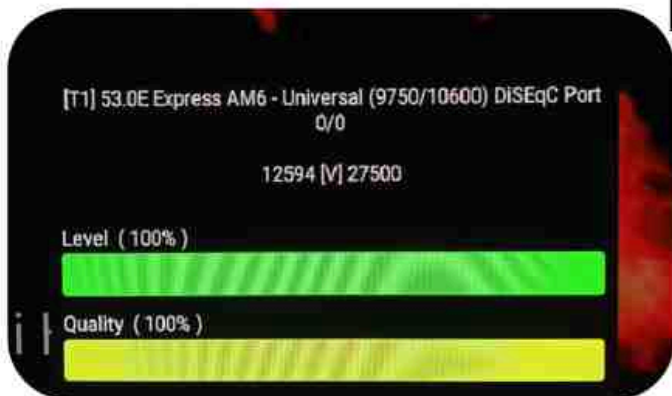 [T1] 53.0E Express AM6 - Universal (9750/10600) DiSEqC Port
0/0
12594 [V] 27500
Level ( 100% )
Quality ( 100% )